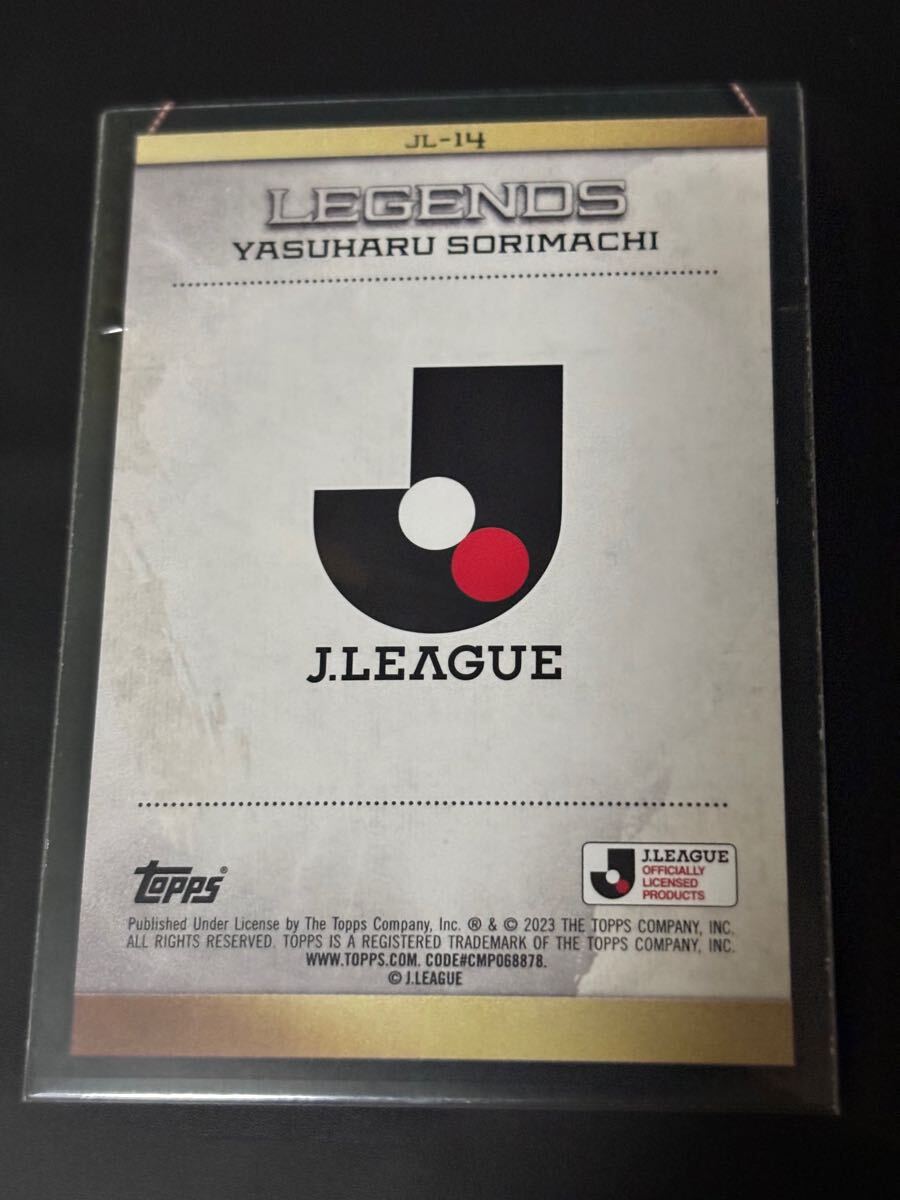 JL-14
LEGENDS
YASUHARU SORIMACHI
J.LEAGUE
topps®
J.LEAGUE
OFFICIALLY
LICENSED
PRODUCTS
Published Under License by The Topps Company, Inc. ® & © 2023 THE TOPPS COMPANY, INC.
ALL RIGHTS RESERVED. TOPPS IS A REGISTERED TRADEMARK OF THE TOPPS COMPANY, INC.
WWW.TOPPS.COM. CODE#CMP068878.
© J.LEAGUE